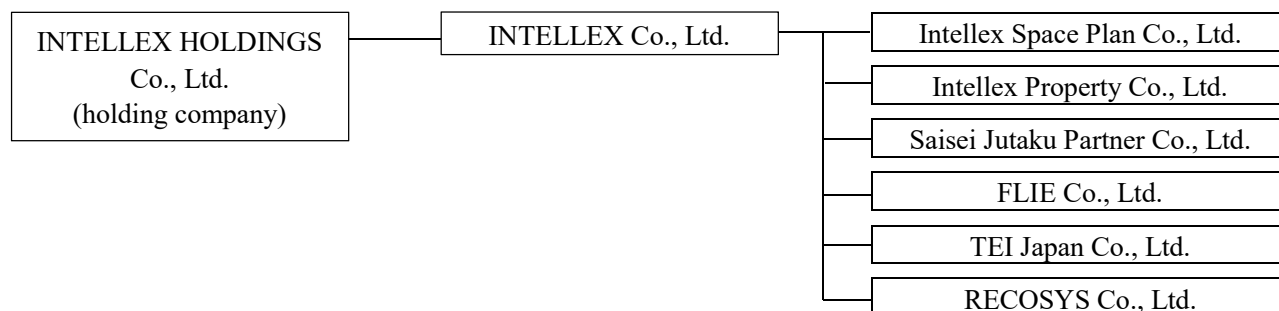 INTELLEX HOLDINGS
Co., Ltd.
(holding company)
INTELLEX Co., Ltd.
Intellex Space Plan Co., Ltd.
Intellex Property Co., Ltd.
Saisei Jutaku Partner Co., Ltd.
FLIE Co., Ltd.
TEI Japan Co., Ltd.
RECOSYS Co., Ltd.